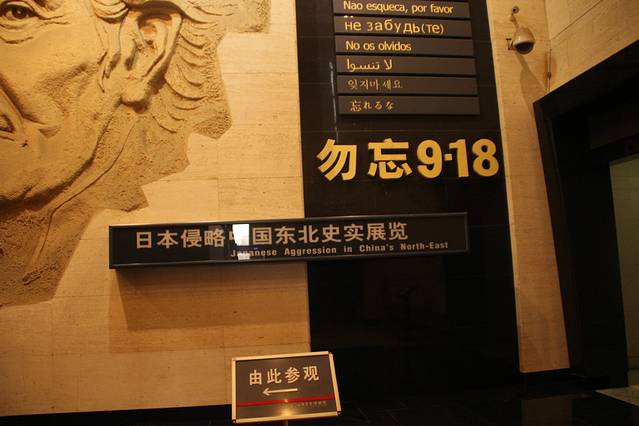 Nao esqueca, por favor
не забудь(те)
No os olvidos
لا تنسوا
잊지마세요
忘れるな
勿忘9·18
日本侵略中国东北史实展览
Japanese Aggression in China's North-East
由此参观